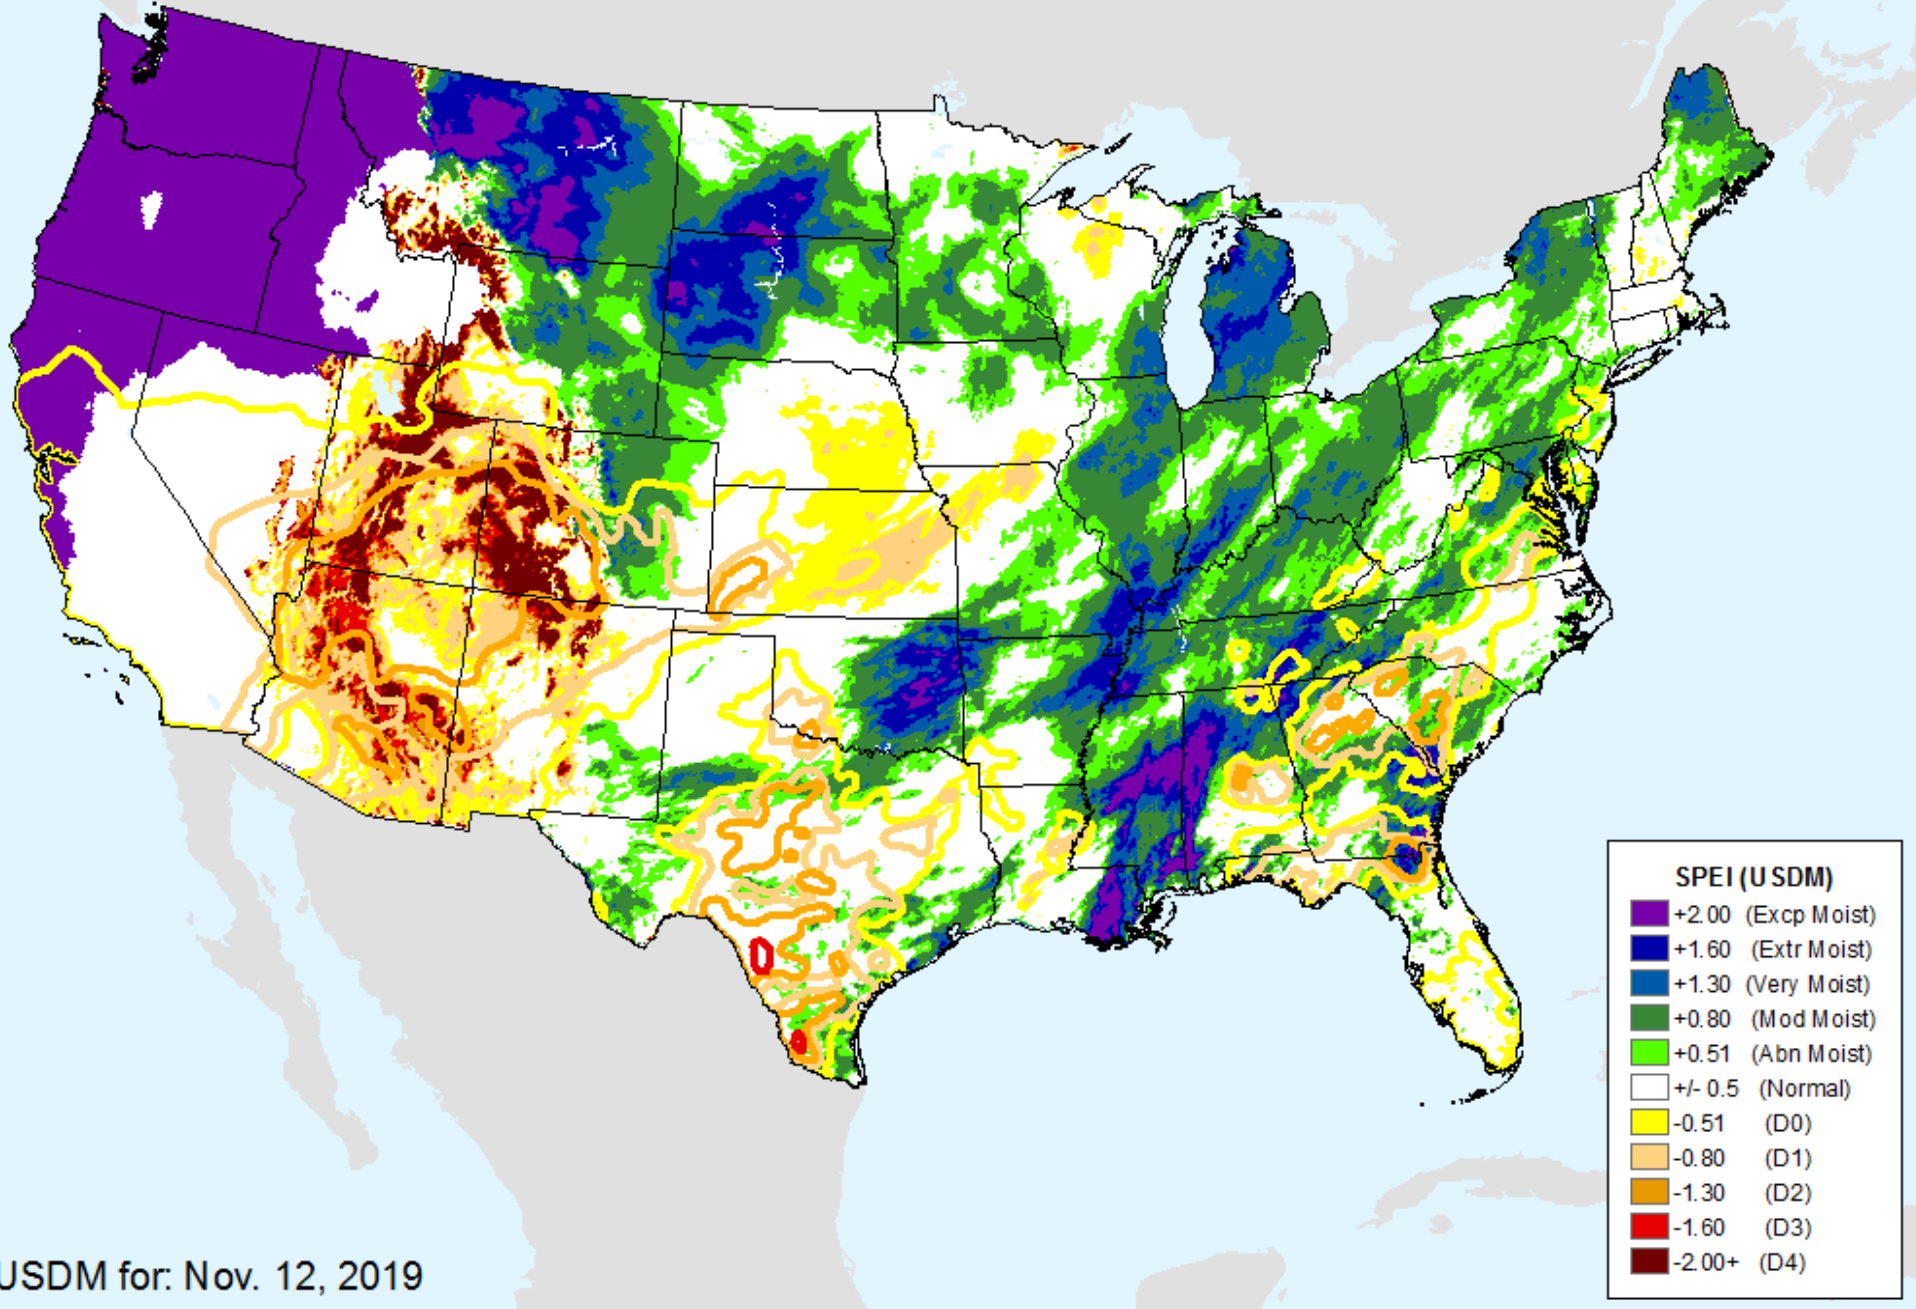 SPEI (USDM)
+2.00 (Excp Moist)
+1.60 (Extr Moist)
+1.30 (Very Moist)
+0.80 (Mod Moist)
+0.51 (Abn Moist)
+/- 0.5 (Normal)
-0.51 (D0)
-0.80 (D1)
-1.30 (D2)
-1.60 (D3)
-2.00+ (D4)
USDM for: Nov. 12, 2019